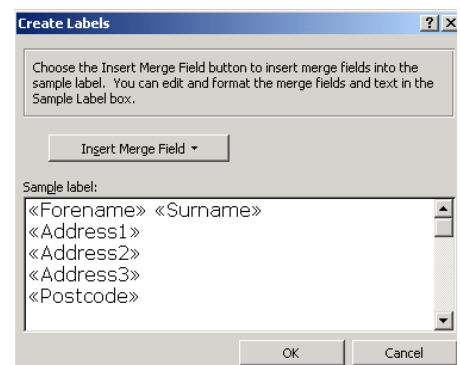 Create Labels
Choose the Insert Merge Field button to insert merge fields into the
sample label. You can edit and format the merge fields and text in the
Sample Label box.
Insert Merge Field
Sample label:
«Forename» «Surname»
«Address1»
«Address2»
«Address3»
«Postcode»
OK Cancel